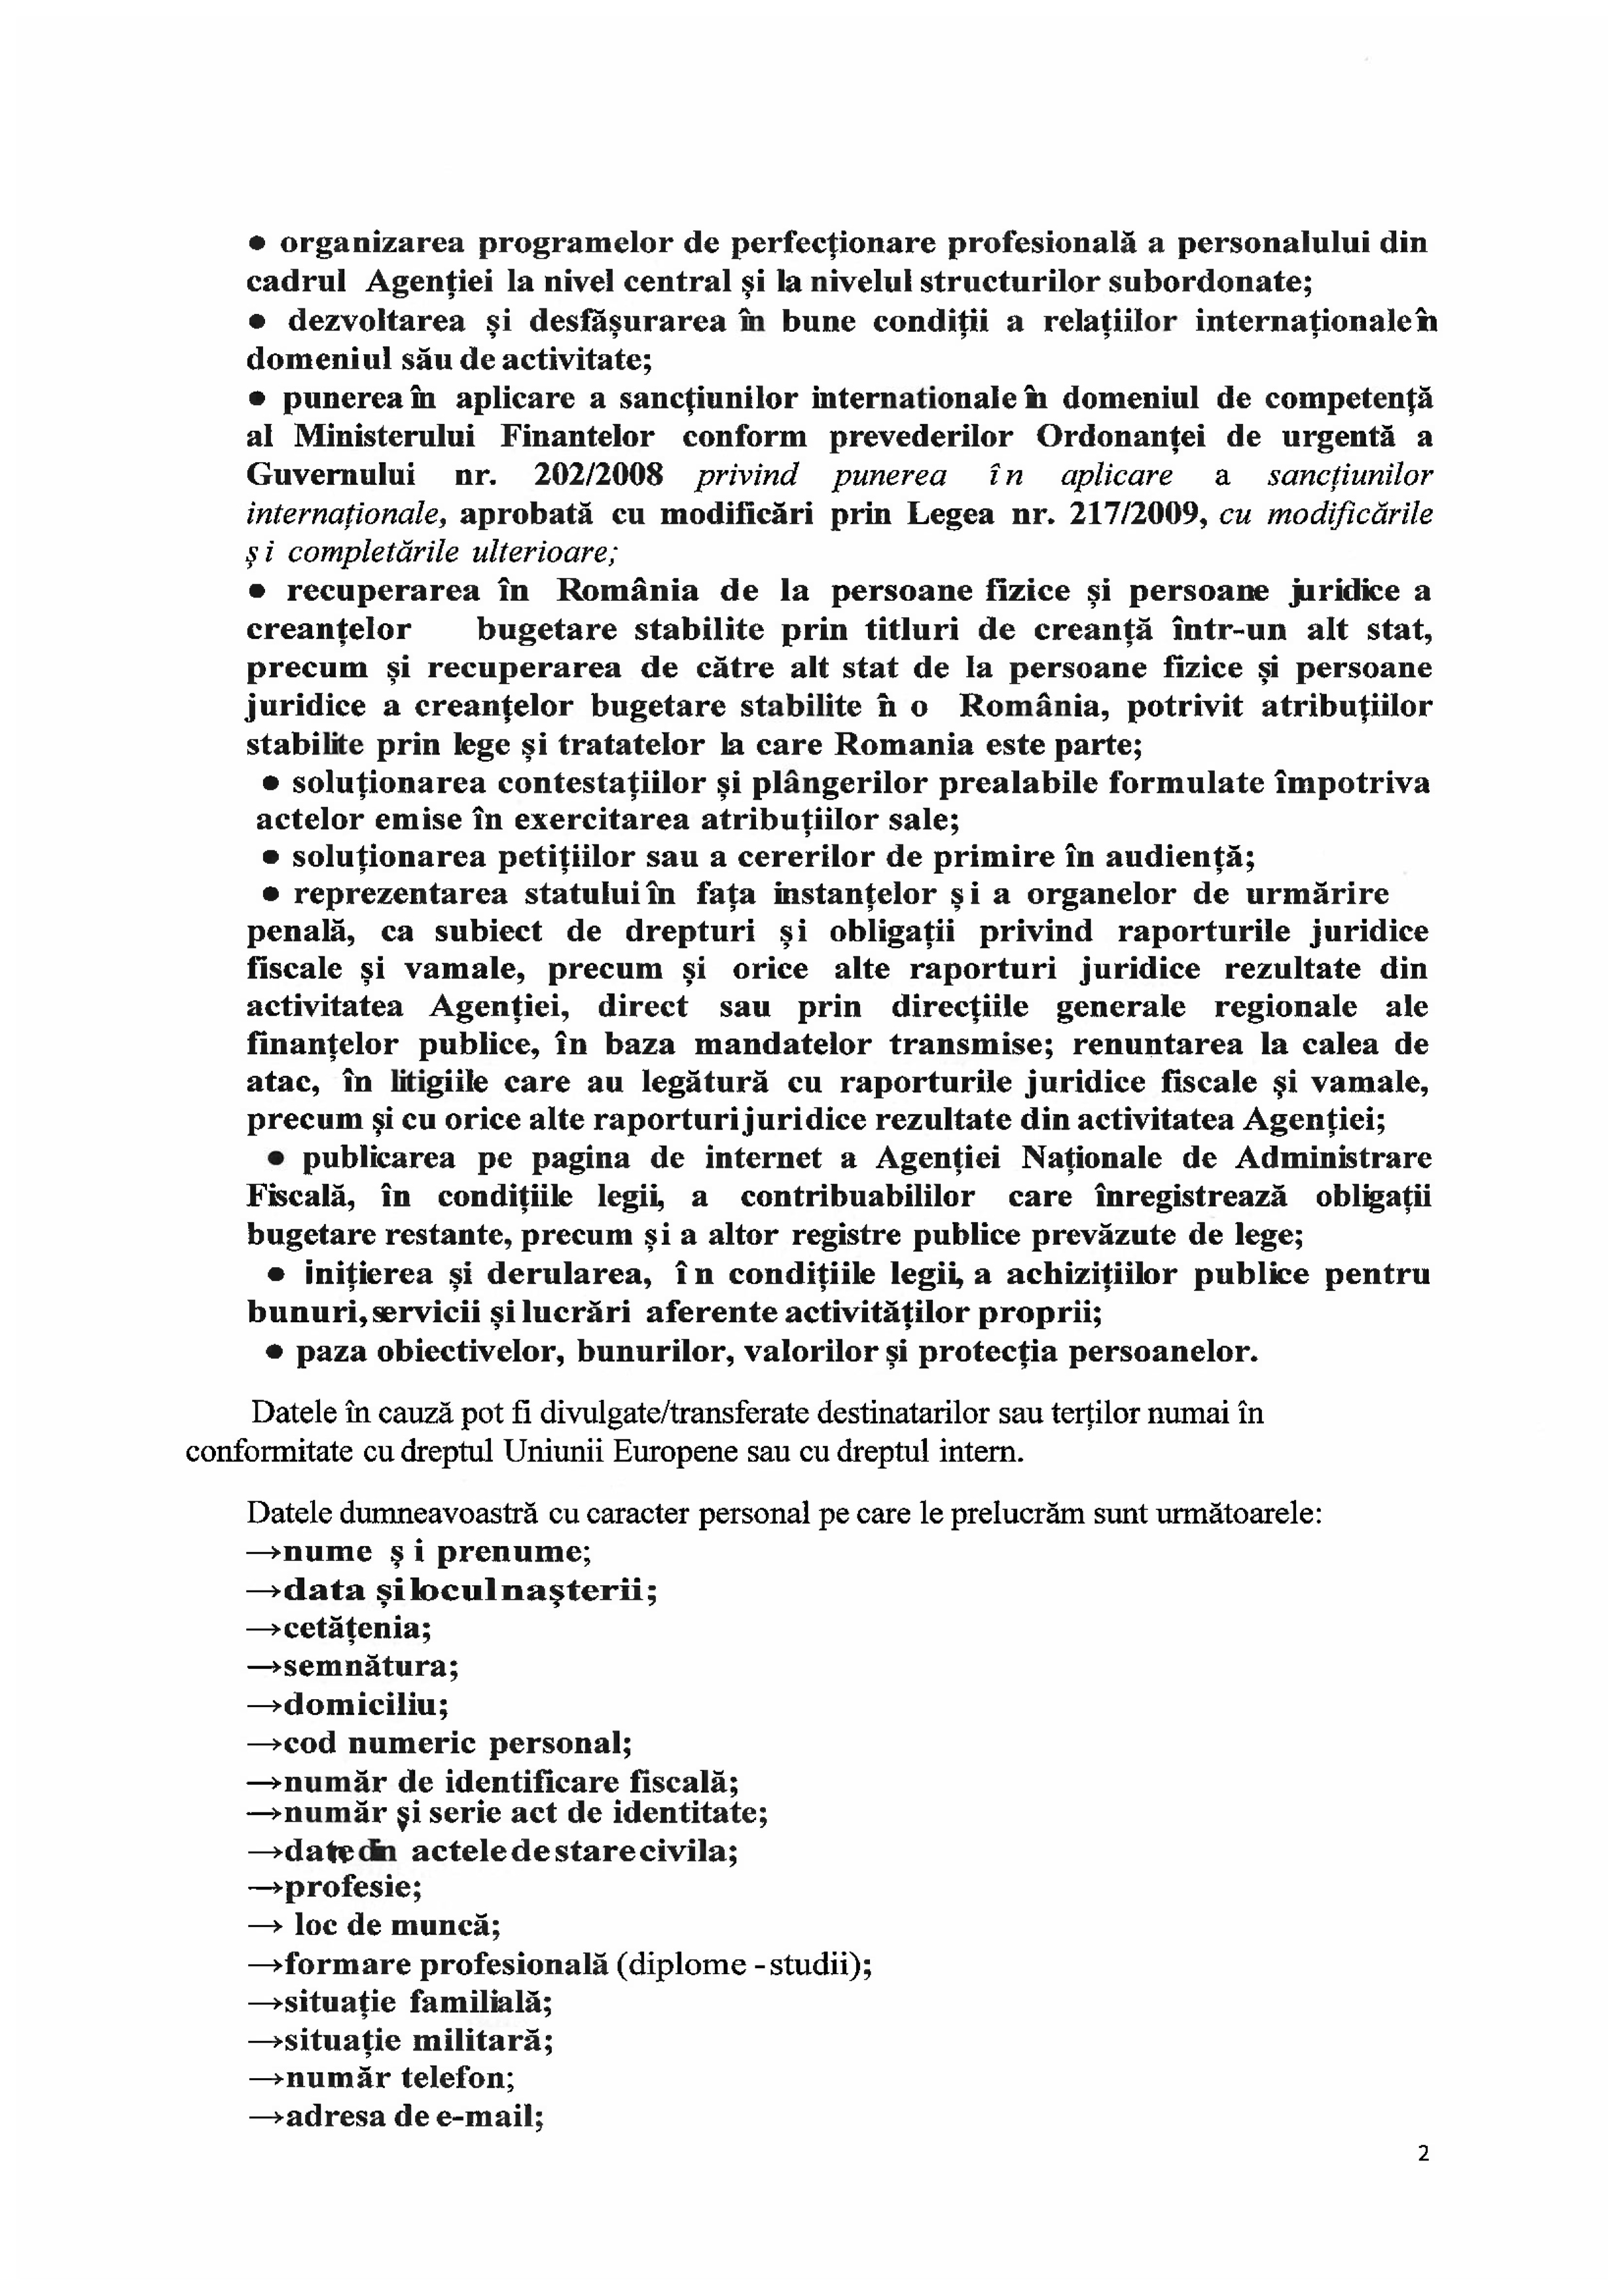 • organizarea programelor de perfecționare profesională a personalului din
cadrul Agenției la nivel central și la nivelul structurilor subordonate;
• dezvoltarea și desfășurarea în bune condiții a relațiilor internaționale în
domeniul său de activitate;
• punerea în aplicare a sancțiunilor internationale în domeniul de competență
al Ministerului Finantelor conform prevederilor Ordonanței de urgentă a
Guvernului nr. 202/2008 privind punerea în aplicare a sancțiunilor
internaționale, aprobată cu modificări prin Legea nr. 217/2009, cu modificările
și completările ulterioare;
• recuperarea în România de la persoane fizice și persoane juridice a
creanțelor bugetare stabilite prin titluri de creanță într-un alt stat,
precum și recuperarea de către alt stat de la persoane fizice și persoane
juridice a creanțelor bugetare stabilite în o România, potrivit atribuțiilor
stabilite prin lege și tratatelor la care Romania este parte;
• soluționarea contestațiilor și plângerilor prealabile formulate împotriva
actelor emise în exercitarea atribuțiilor sale;
• soluționarea petițiilor sau a cererilor de primire în audiență;
• reprezentarea statului în fața instanțelor și a organelor de urmărire
penală, ca subiect de drepturi și obligații privind raporturile juridice
fiscale și vamale, precum și orice alte raporturi juridice rezultate din
activitatea Agenției, direct sau prin direcțiile generale regionale ale
finanțelor publice, în baza mandatelor transmise; renuntarea la calea de
atac, în litigiile care au legătură cu raporturile juridice fiscale și vamale,
precum și cu orice alte raporturi juridice rezultate din activitatea Agenției;
• publicarea pe pagina de internet a Agenției Naționale de Administrare
Fiscală, în condițiile legii, a contribuabililor care înregistrează obligații
bugetare restante, precum și a altor registre publice prevăzute de lege;
• inițierea și derularea, în condițiile legii, a achizițiilor publice pentru
bunuri, servicii și lucrări aferente activităților proprii;
• paza obiectivelor, bunurilor, valorilor și protecția persoanelor.
Datele în cauză pot fi divulgate/transferate destinatarilor sau terților numai în
conformitate cu dreptul Uniunii Europene sau cu dreptul intern.
Datele dumneavoastră cu caracter personal pe care le prelucrăm sunt următoarele:
→nume și prenume;
→data și locul nașterii;
→cetățenia;
→semnătura;
→domiciliu;
→cod numeric personal;
→număr de identificare fiscală;
→număr și serie act de identitate;
→date din actele de stare civila;
→profesie;
→ loc de muncă;
→formare profesională (diplome - studii);
→situație familială;
→situație militară;
→număr telefon;
→adresa de e-mail;
2